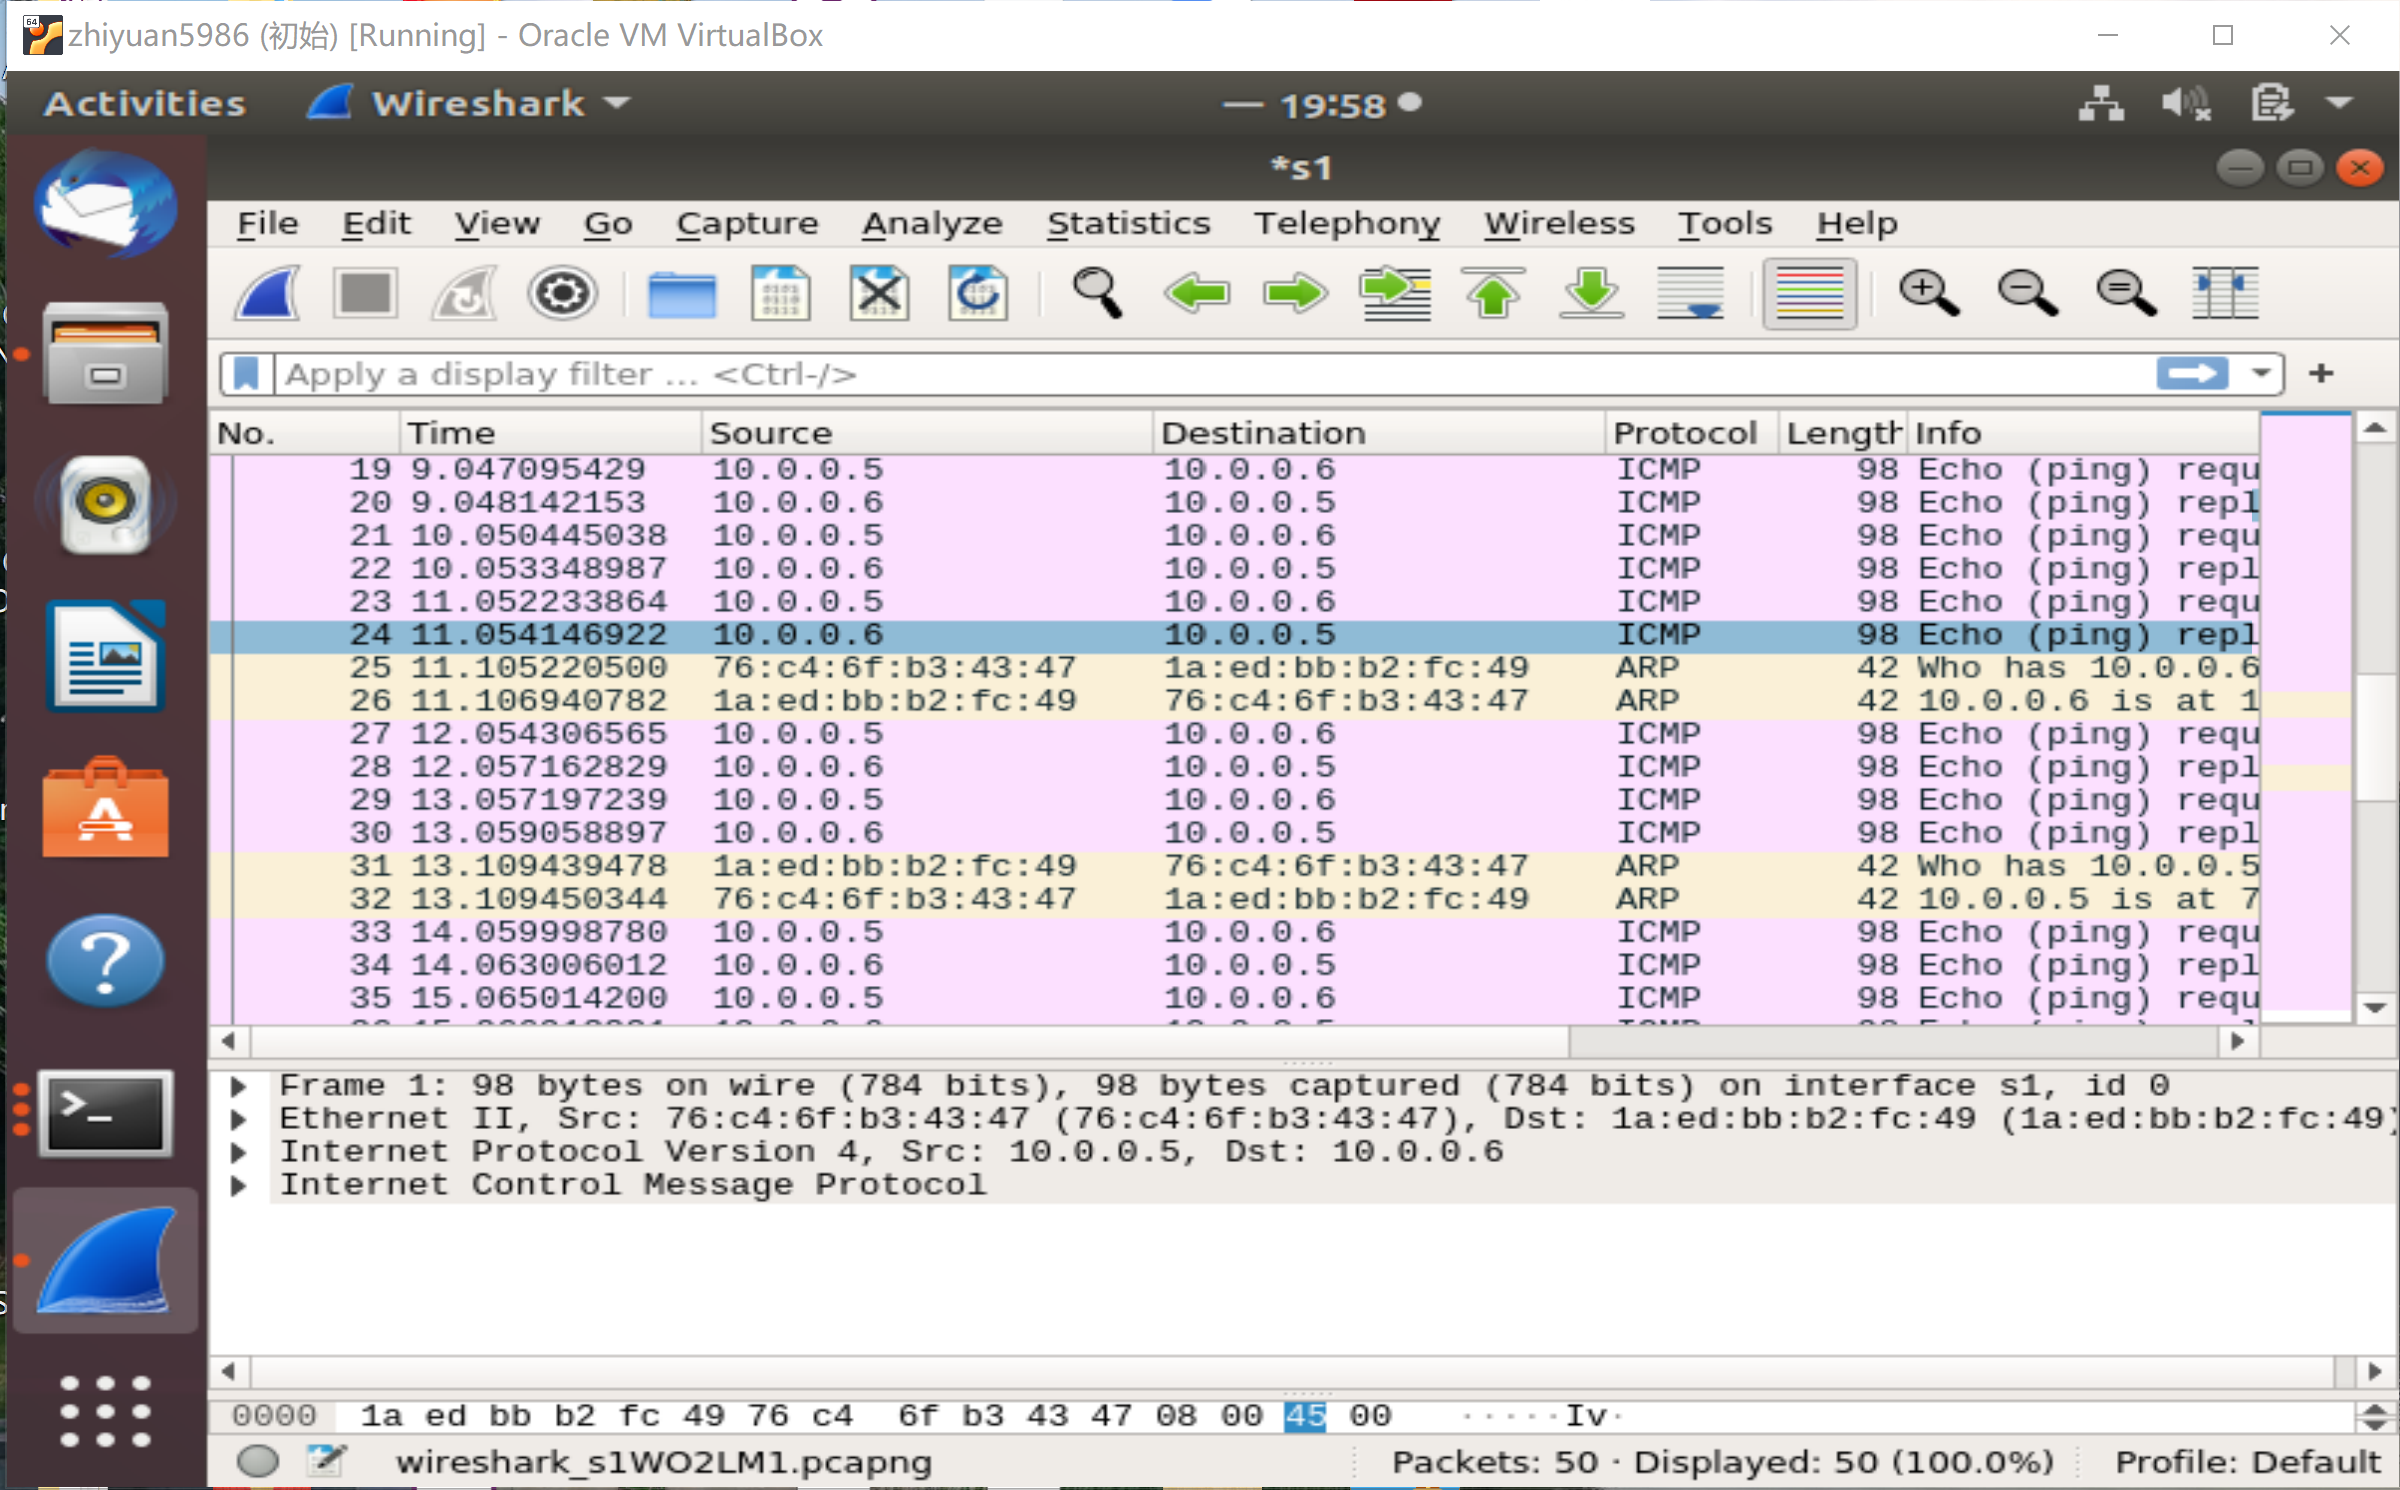 zhiyuan5986 (初始) [Running] - Oracle VM VirtualBox
Activities Wireshark 19:58
*s1
File Edit View Go Capture Analyze Statistics Telephony Wireless Tools Help
Apply a display filter ... <Ctrl-/> +
No. Time Source Destination Protocol Length Info
19 9.047095429 10.0.0.5 10.0.0.6 ICMP 98 Echo (ping) requ
20 9.048142153 10.0.0.6 10.0.0.5 ICMP 98 Echo (ping) repl
21 10.050445038 10.0.0.5 10.0.0.6 ICMP 98 Echo (ping) requ
22 10.053348987 10.0.0.6 10.0.0.5 ICMP 98 Echo (ping) repl
23 11.052233864 10.0.0.5 10.0.0.6 ICMP 98 Echo (ping) requ
24 11.054146922 10.0.0.6 10.0.0.5 ICMP 98 Echo (ping) repl
25 11.105220500 76:c4:6f:b3:43:47 1a:ed:bb:b2:fc:49 ARP 42 Who has 10.0.0.6
26 11.106940782 1a:ed:bb:b2:fc:49 76:c4:6f:b3:43:47 ARP 42 10.0.0.6 is at 1
27 12.054306565 10.0.0.5 10.0.0.6 ICMP 98 Echo (ping) requ
28 12.057162829 10.0.0.6 10.0.0.5 ICMP 98 Echo (ping) repl
29 13.057197239 10.0.0.5 10.0.0.6 ICMP 98 Echo (ping) requ
30 13.059058897 10.0.0.6 10.0.0.5 ICMP 98 Echo (ping) repl
31 13.109439478 1a:ed:bb:b2:fc:49 76:c4:6f:b3:43:47 ARP 42 Who has 10.0.0.5
32 13.109450344 76:c4:6f:b3:43:47 1a:ed:bb:b2:fc:49 ARP 42 10.0.0.5 is at 7
33 14.059998780 10.0.0.5 10.0.0.6 ICMP 98 Echo (ping) requ
34 14.063006012 10.0.0.6 10.0.0.5 ICMP 98 Echo (ping) repl
35 15.065014200 10.0.0.5 10.0.0.6 ICMP 98 Echo (ping) requ
Frame 1: 98 bytes on wire (784 bits), 98 bytes captured (784 bits) on interface s1, id 0
Ethernet II, Src: 76:c4:6f:b3:43:47 (76:c4:6f:b3:43:47), Dst: 1a:ed:bb:b2:fc:49 (1a:ed:bb:b2:fc:49)
Internet Protocol Version 4, Src: 10.0.0.5, Dst: 10.0.0.6
Internet Control Message Protocol
0000 1a ed bb b2 fc 49 76 c4 6f b3 43 47 08 00 45 00 ·····Iv·
wireshark_s1WO2LM1.pcapng Packets: 50 · Displayed: 50 (100.0%) Profile: Default